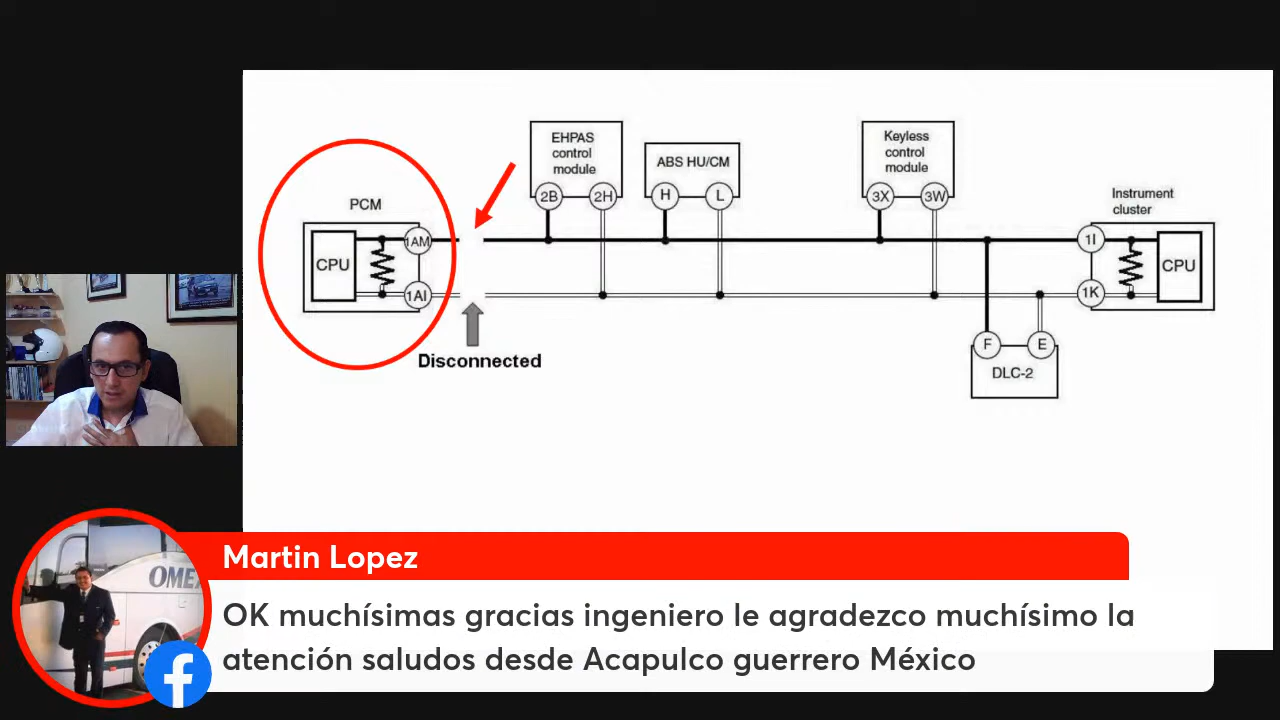 EHPAS
control
module
2B
2H
ABS HU/CM
H
L
Keyless
control
module
3X
3W
Instrument
cluster
PCM
CPU
1AM
1AI
1I
1K
CPU
Disconnected
F
E
DLC-2
OME
Martin Lopez
OK muchísimas gracias ingeniero le agradezco muchísimo la
atención saludos desde Acapulco guerrero México